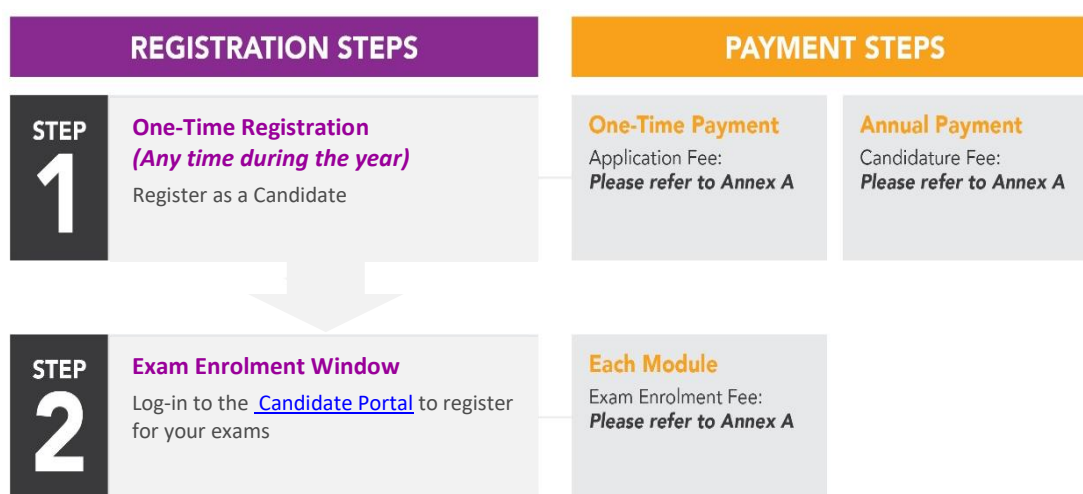 REGISTRATION STEPS
PAYMENT STEPS
STEP
1
One-Time Registration
(Any time during the year)
Register as a Candidate
One-Time Payment
Application Fee:
Please refer to Annex A
Annual Payment
Candidature Fee:
Please refer to Annex A
STEP
2
Exam Enrolment Window
Log-in to the Candidate Portal to register
for your exams
Each Module
Exam Enrolment Fee:
Please refer to Annex A